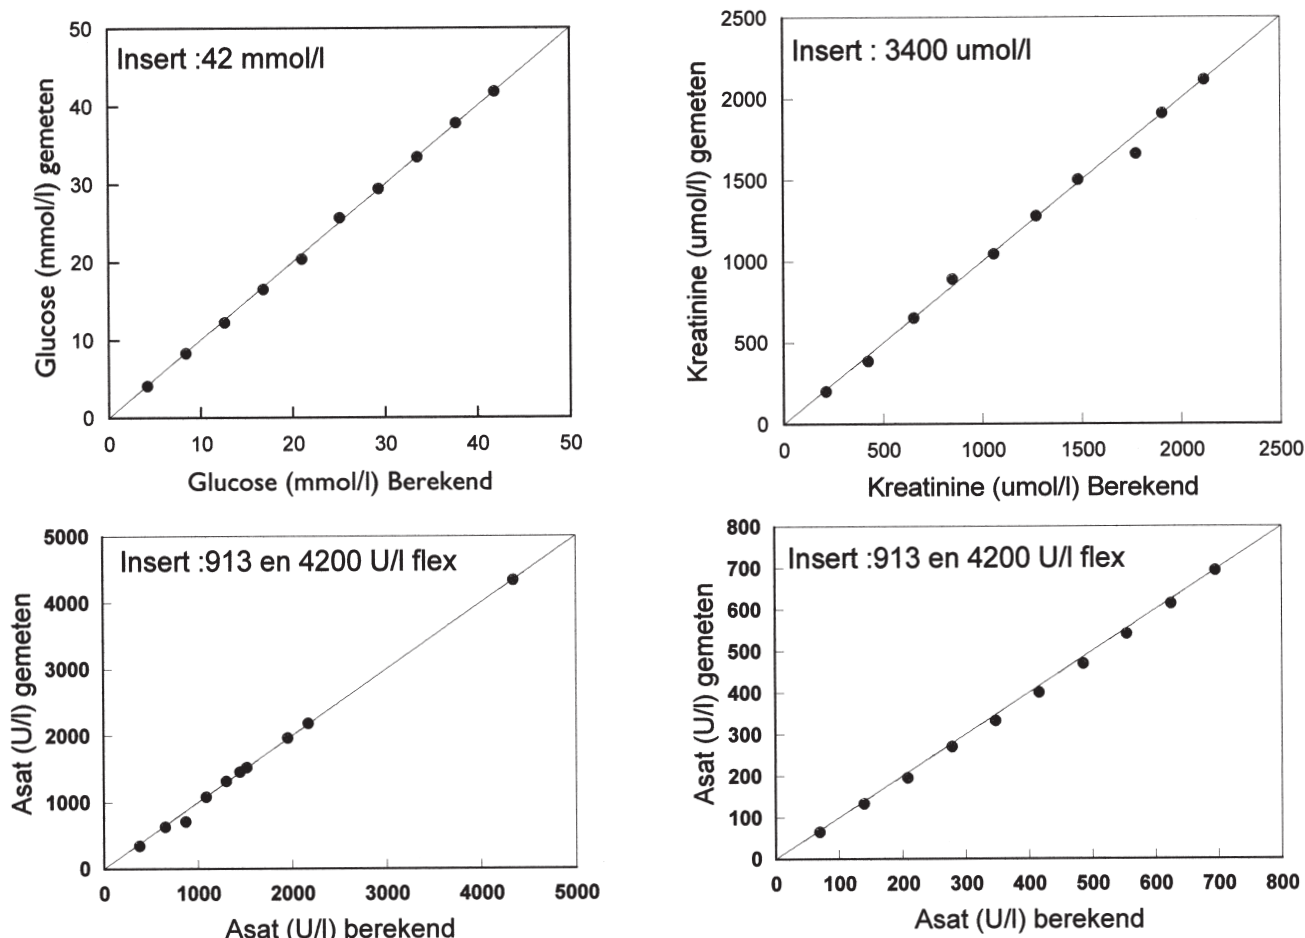 Insert :42 mmol/l
Glucose (mmol/l) gemeten
50
40
30
20
10
0
0 10 20 30 40 50
Glucose (mmol/l) Berekend
Insert : 3400 umol/l
Kreatinine (umol/l) gemeten
2500
2000
1500
1000
500
0
0 500 1000 1500 2000 2500
Kreatinine (umol/l) Berekend
Insert :913 en 4200 U/l flex
Asat (U/l) gemeten
5000
4000
3000
2000
1000
0
0 1000 2000 3000 4000 5000
Asat (U/l) berekend
Insert :913 en 4200 U/l flex
Asat (U/l) gemeten
800
700
600
500
400
300
200
100
0
0 100 200 300 400 500 600 700 800
Asat (U/l) berekend